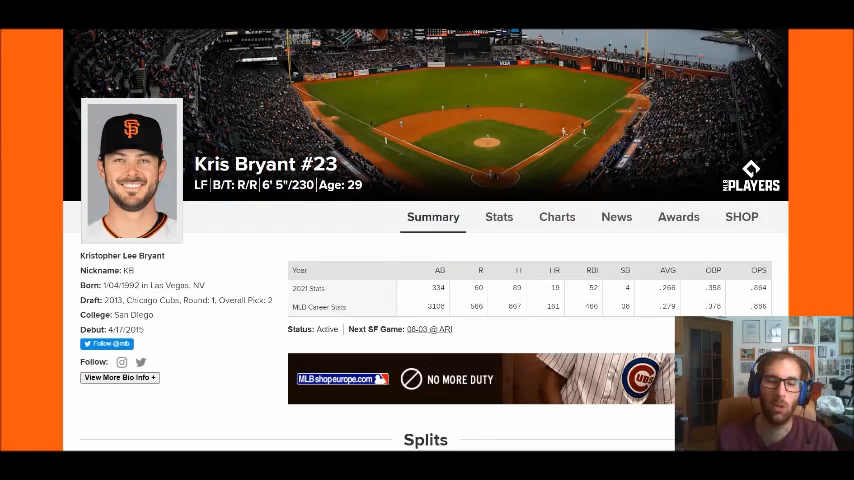 Kris Bryant #23
LF B/T: R/R 6' 5"/230 Age: 29
MLB PLAYERS
Summary Stats Charts News Awards SHOP
Kristopher Lee Bryant
Nickname: KB
Born: 1/04/1992 in Las Vegas, NV
Draft: 2013, Chicago Cubs, Round: 1, Overall Pick: 2
College: San Diego
Debut: 4/17/2015
Follow @mlb
Follow:
View More Bio Info +
Year AB R H HR RBI SB AVG OBP OPS
2021 Stats 334 60 89 19 52 4 .266 .358 .864
MLB Career Stats 3108 566 867 161 466 38 .279 .378 .886
Status: Active Next SF Game: 08-03 @ ARI
MLBshopeurope.com NO MORE DUTY
CUBS
Splits